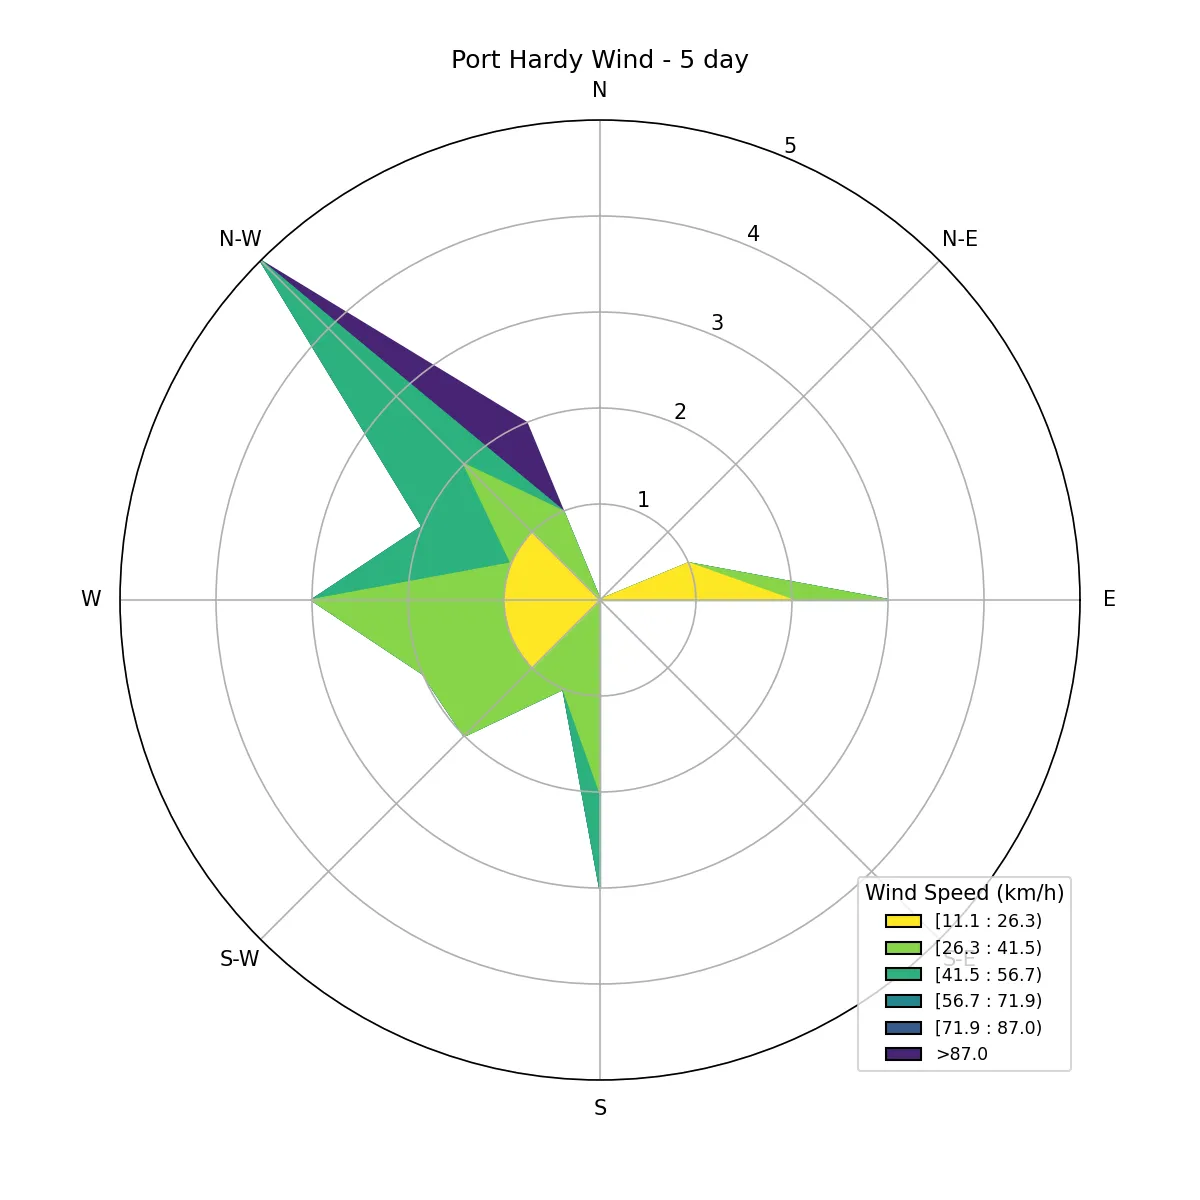 Port Hardy Wind - 5 day
N
5
N-W
N-E
4
3
2
1
W
E
S-W
S-E
S
Wind Speed (km/h)
[11.1 : 26.3)
[26.3 : 41.5)
[41.5 : 56.7)
[56.7 : 71.9)
[71.9 : 87.0)
>87.0